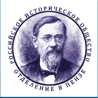 РОССИЙСКОЕ ИСТОРИЧЕСКОЕ ОБЩЕСТВО
ОТДЕЛЕНИЕ В ПЕНЗЕ